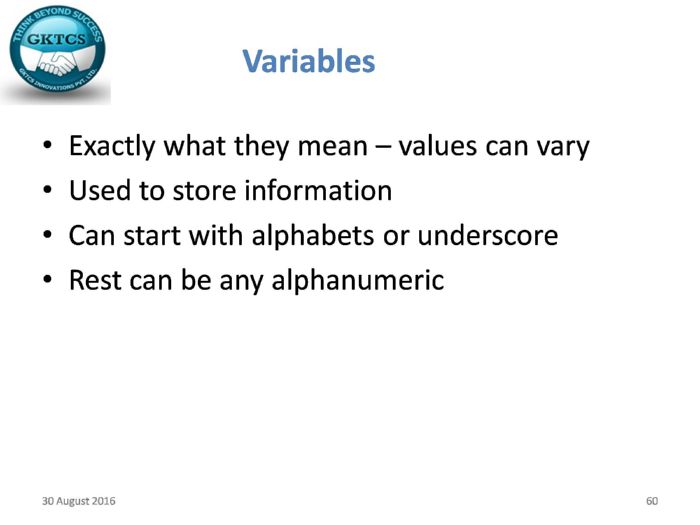 THINK BEYOND SUCCESS
GKTCS
GKTCS INNOVATIONS PVT. LTD.
Variables
• Exactly what they mean – values can vary
• Used to store information
• Can start with alphabets or underscore
• Rest can be any alphanumeric
30 August 2016
60